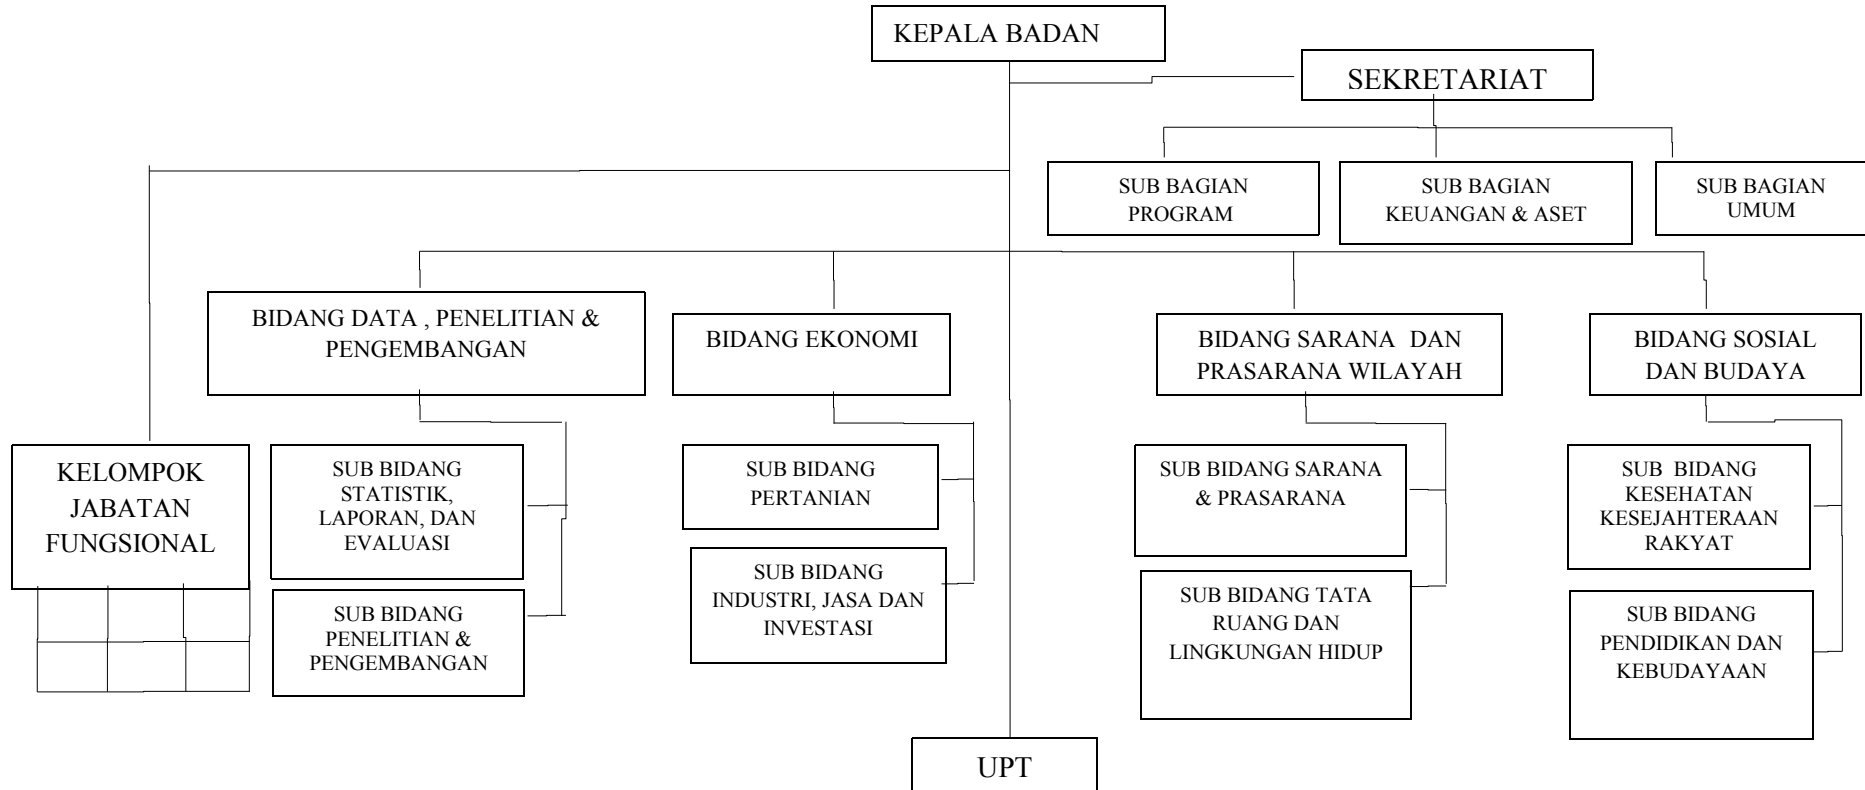 KEPALA BADAN
SEKRETARIAT
SUB BAGIAN
PROGRAM
SUB BAGIAN
KEUANGAN & ASET
SUB BAGIAN
UMUM
BIDANG DATA , PENELITIAN &
PENGEMBANGAN
BIDANG EKONOMI
BIDANG SARANA DAN
PRASARANA WILAYAH
BIDANG SOSIAL
DAN BUDAYA
KELOMPOK
JABATAN
FUNGSIONAL
SUB BIDANG
STATISTIK,
LAPORAN, DAN
EVALUASI
SUB BIDANG
PENELITIAN &
PENGEMBANGAN
SUB BIDANG
PERTANIAN
SUB BIDANG
INDUSTRI, JASA DAN
INVESTASI
SUB BIDANG SARANA
& PRASARANA
SUB BIDANG TATA
RUANG DAN
LINGKUNGAN HIDUP
SUB BIDANG
KESEHATAN
KESEJAHTERAAN
RAKYAT
SUB BIDANG
PENDIDIKAN DAN
KEBUDAYAAN
UPT